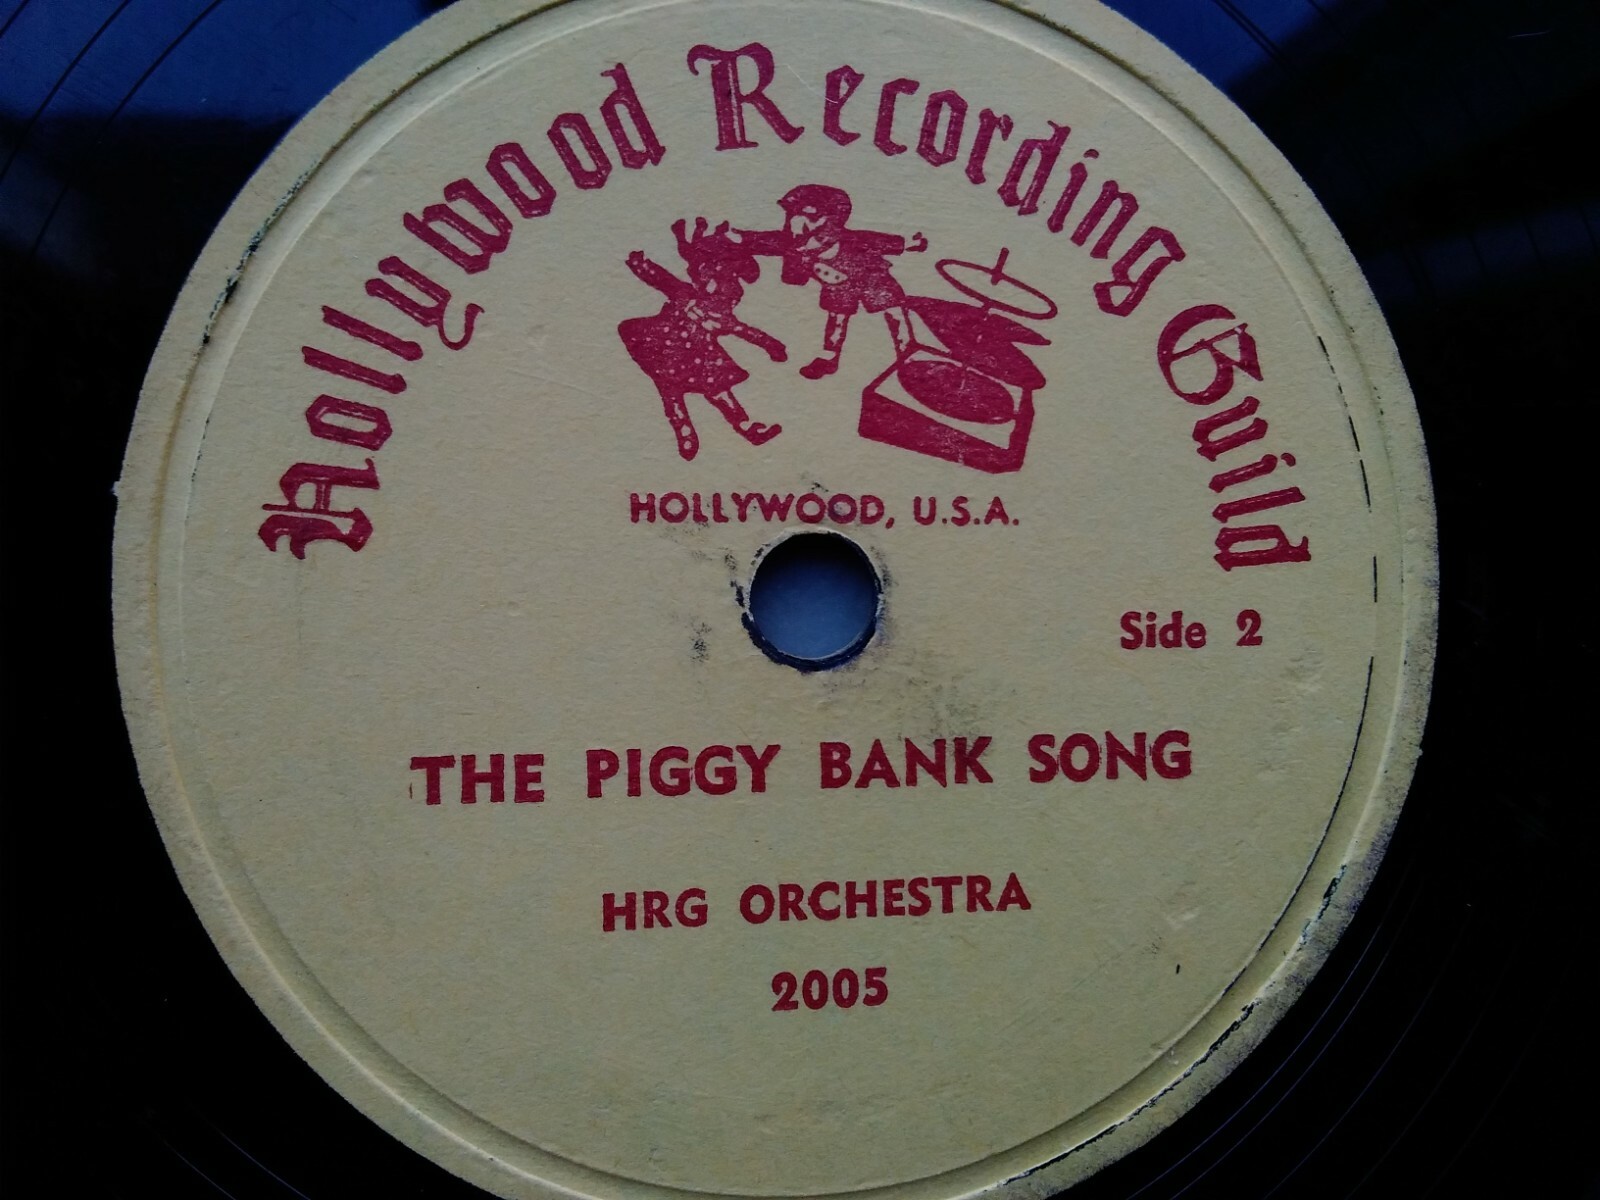 Hollywood Recording Guild
HOLLYWOOD, U.S.A.
Side 2
THE PIGGY BANK SONG
HRG ORCHESTRA
2005